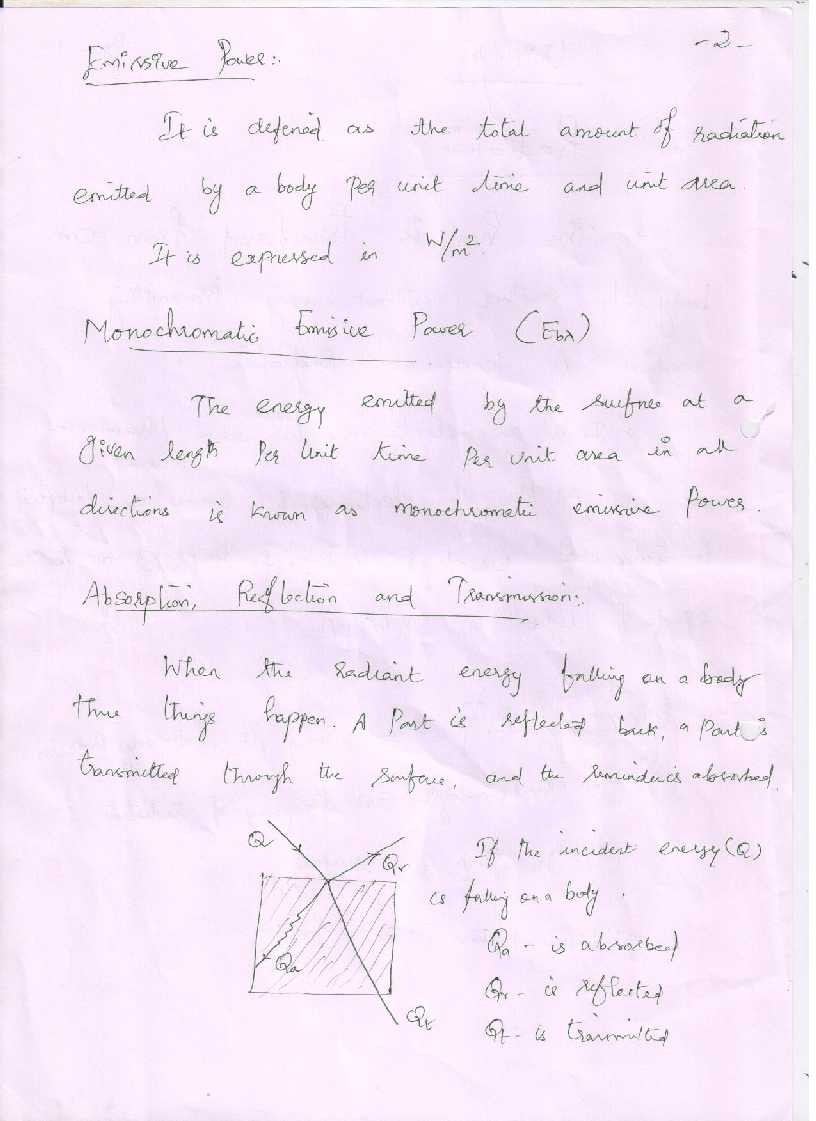 -2-
Emissive Power:-
It is defened as the total amount of radiation
emitted by a body Per unit time and unit area.
It is expressed in W/m².
Monochromatic Emisive Power (Ebλ)
The energy emitted by the surface at a
given length Per Unit time Per unit area in all
directions is known as monochromatic emissive Power.
Absorption, Reflection and Transmission:-
When the radiant energy falling on a body
three things happen. A Part is reflected back, a Part is
transmitted through the surface, and the reminder is absorbed.
Q
Qr
Qa
Qt
If the incident energy (Q)
is falling on a body.
Qa - is absorbed
Qr - is reflected
Qt - is transmitted